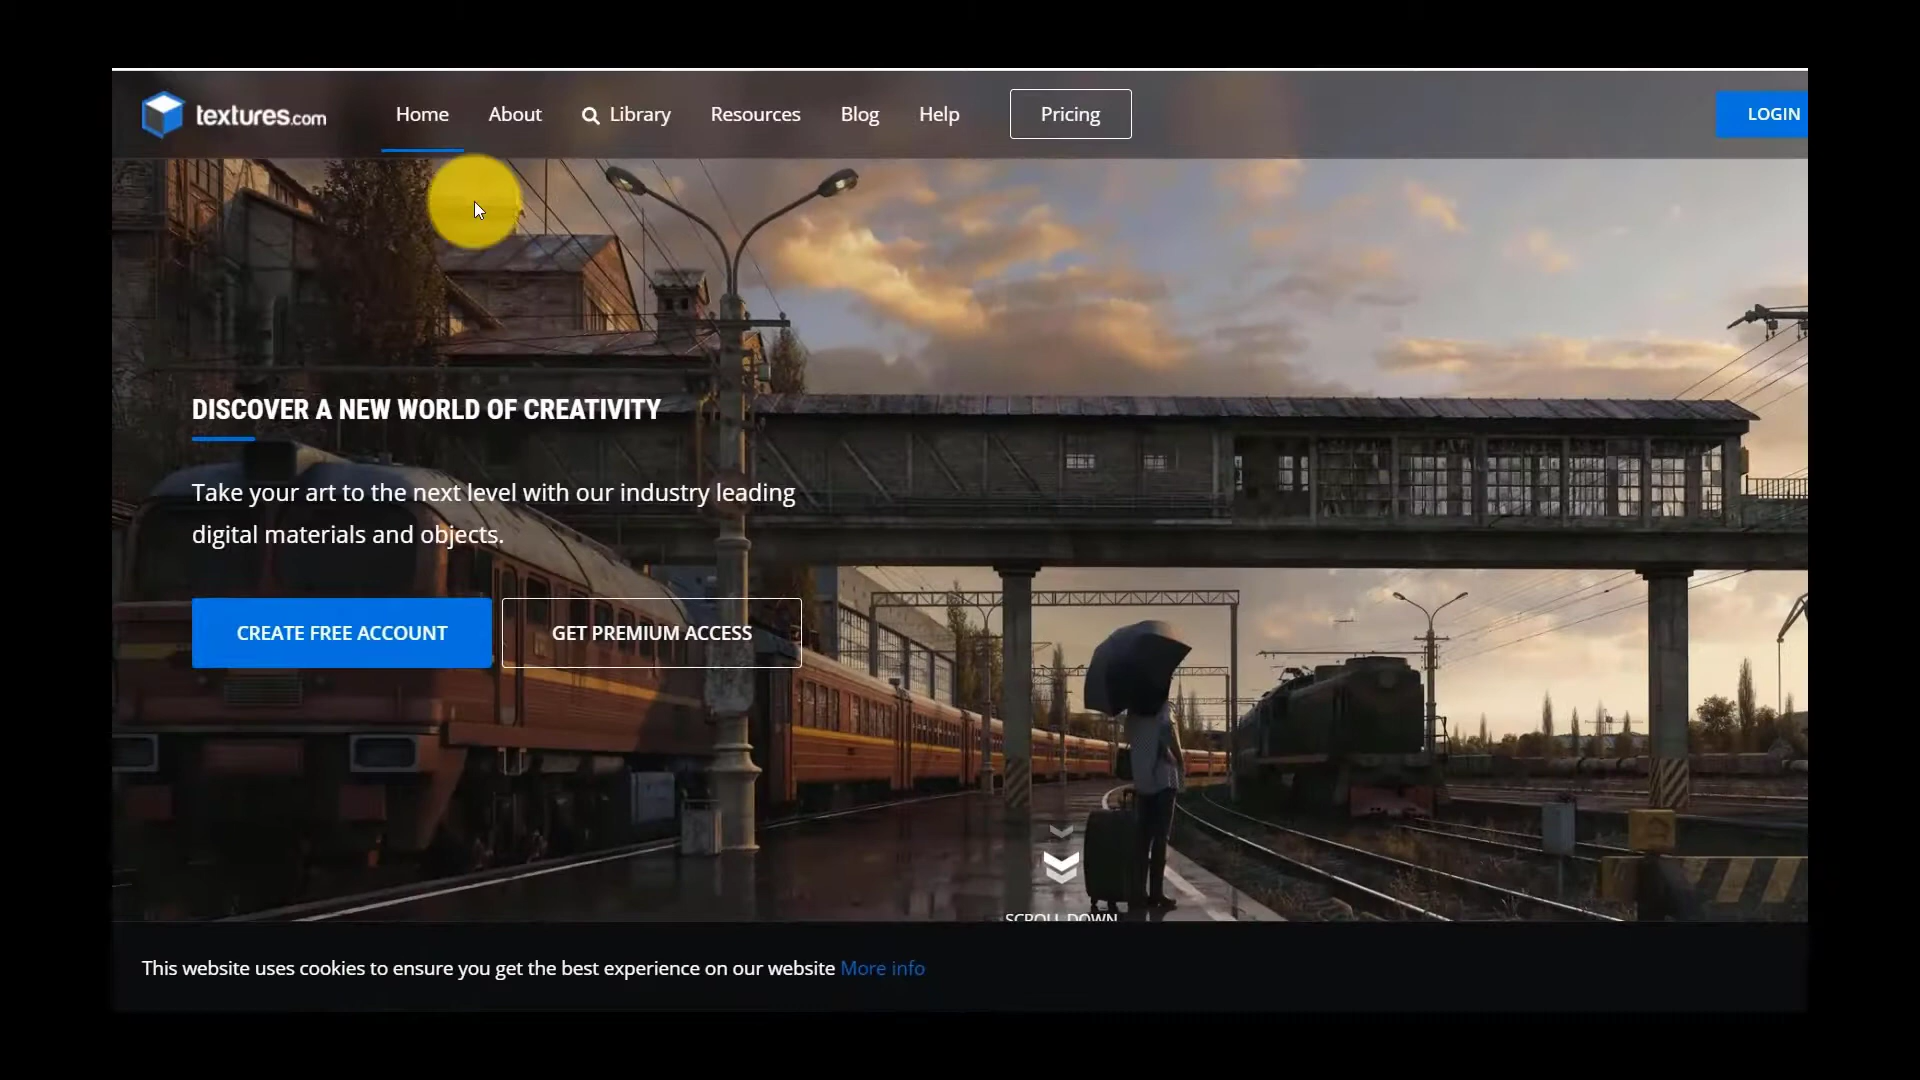 textures.com
Home About Library Resources Blog Help Pricing LOGIN
DISCOVER A NEW WORLD OF CREATIVITY
Take your art to the next level with our industry leading
digital materials and objects.
CREATE FREE ACCOUNT GET PREMIUM ACCESS
SCROLL DOWN
This website uses cookies to ensure you get the best experience on our website More info